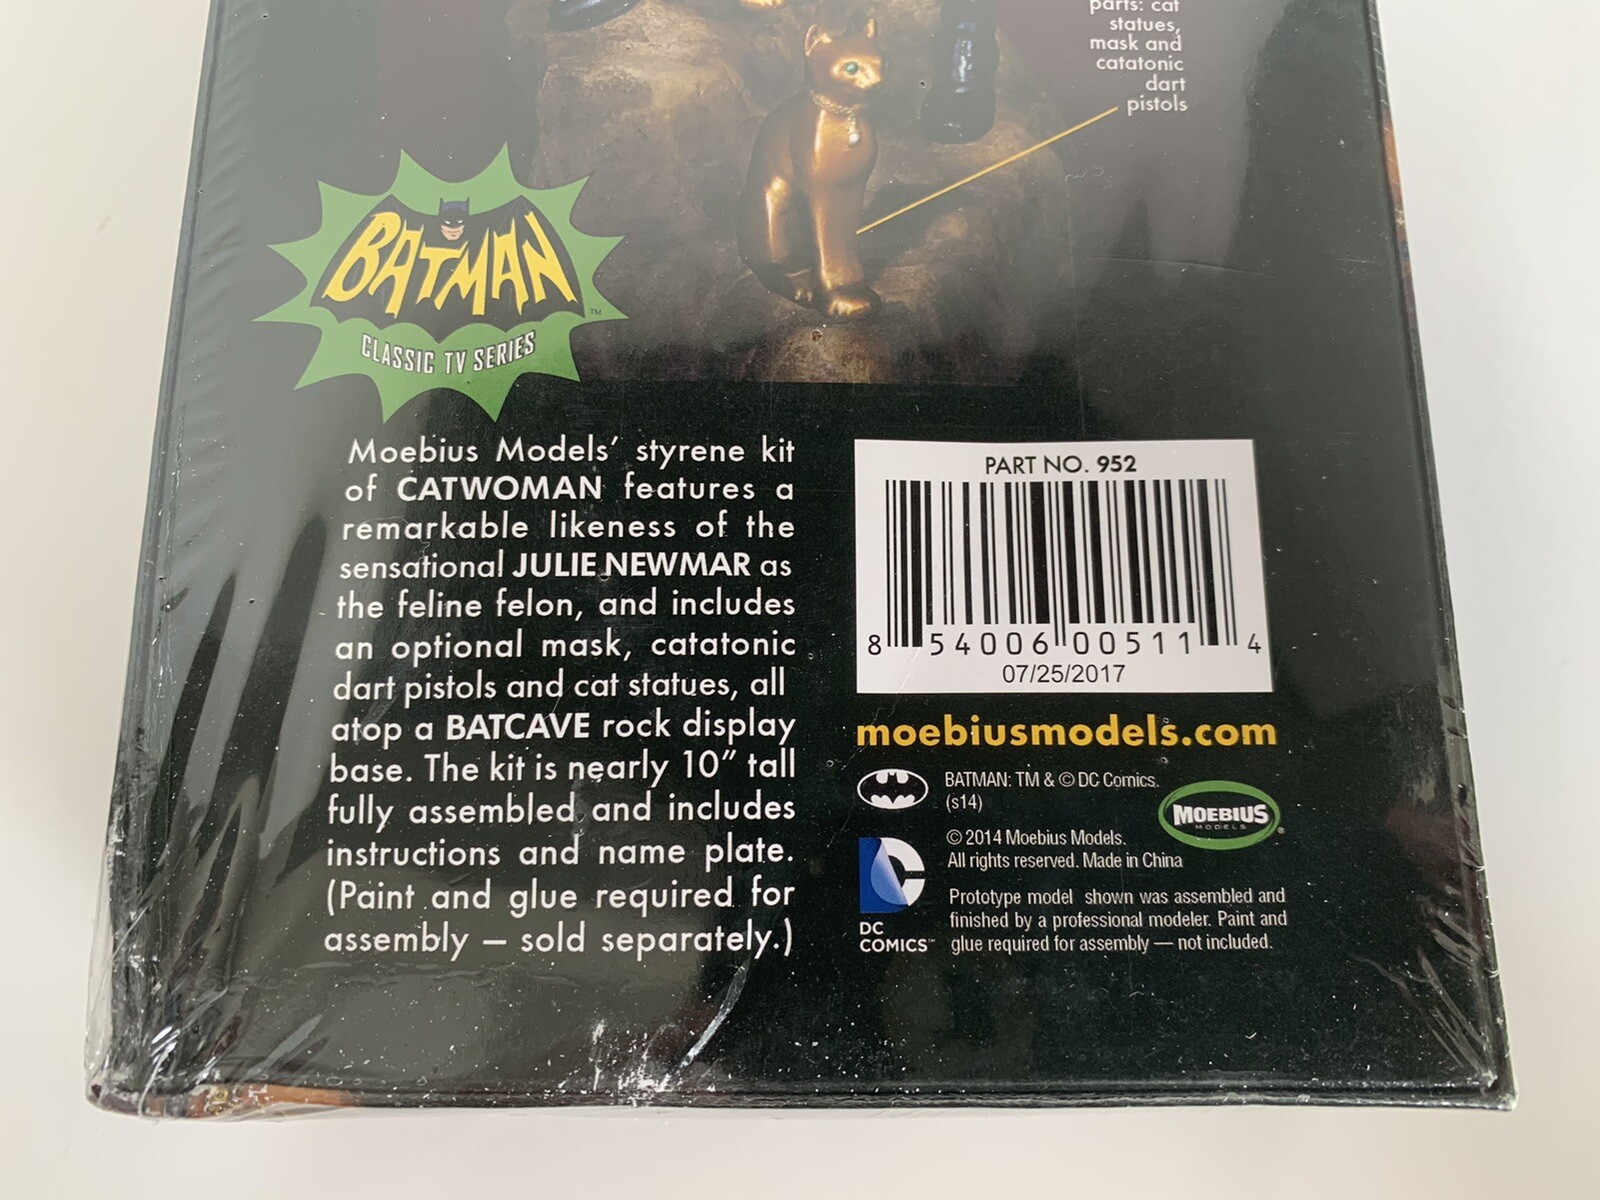 parts: cat
statues,
mask and
catatonic
dart
pistols
BATMAN
TM
CLASSIC TV SERIES
Moebius Models' styrene kit
of CATWOMAN features a
remarkable likeness of the
sensational JULIE NEWMAR as
the feline felon, and includes
an optional mask, catatonic
dart pistols and cat statues, all
atop a BATCAVE rock display
base. The kit is nearly 10" tall
fully assembled and includes
instructions and name plate.
(Paint and glue required for
assembly — sold separately.)
PART NO. 952
8 54006 00511 4
07/25/2017
moebiusmodels.com
BATMAN: TM & © DC Comics.
(s14)
MOEBIUS
MODELS
®
© 2014 Moebius Models.
All rights reserved. Made in China
Prototype model shown was assembled and
finished by a professional modeler. Paint and
glue required for assembly — not included.
DC
COMICS™